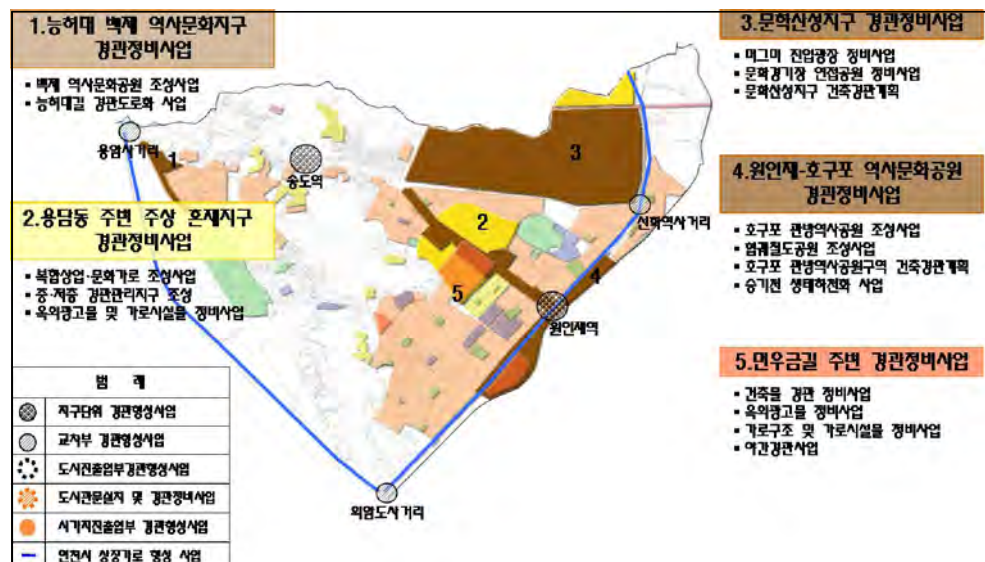 1.능허대 백제 역사문화지구
경관정비사업
▪ 백제 역사문화공원 조성사업
▪ 능허대길 경관도로화 사업
3.문학산성지구 경관정비사업
▪ 머그미 진입광장 정비사업
▪ 문학경기장 인접공원 정비사업
▪ 문학산성지구 건축경관계획
용암사거리
1
송도역
3
2.용담동 주변 주상 혼재지구
경관정비사업
▪ 복합상업·문화가로 조성사업
▪ 중·저층 경관관리지구 조성
▪ 옥외광고물 및 가로시설물 정비사업
2
선화역사거리
4.원인재-호구포 역사문화공원
경관정비사업
▪ 호구포 관방역사공원 조성사업
▪ 협궤철도공원 조성사업
▪ 호구포 관방역사공원구역 건축경관계획
▪ 승기천 생태하천화 사업
4
5
원인재역
5.먼우금길 주변 경관정비사업
▪ 건축물 경관 정비사업
▪ 옥외광고물 정비사업
▪ 가로구조 및 가로시설물 정비사업
▪ 야간경관사업
외암도사거리
범 례
지구단위 경관형성사업
교차부 경관형성사업
도시진출입부경관형성사업
도시관문설치 및 경관정비사업
시가지진출입부 경관형성사업
인천시 상징가로 형성 사업